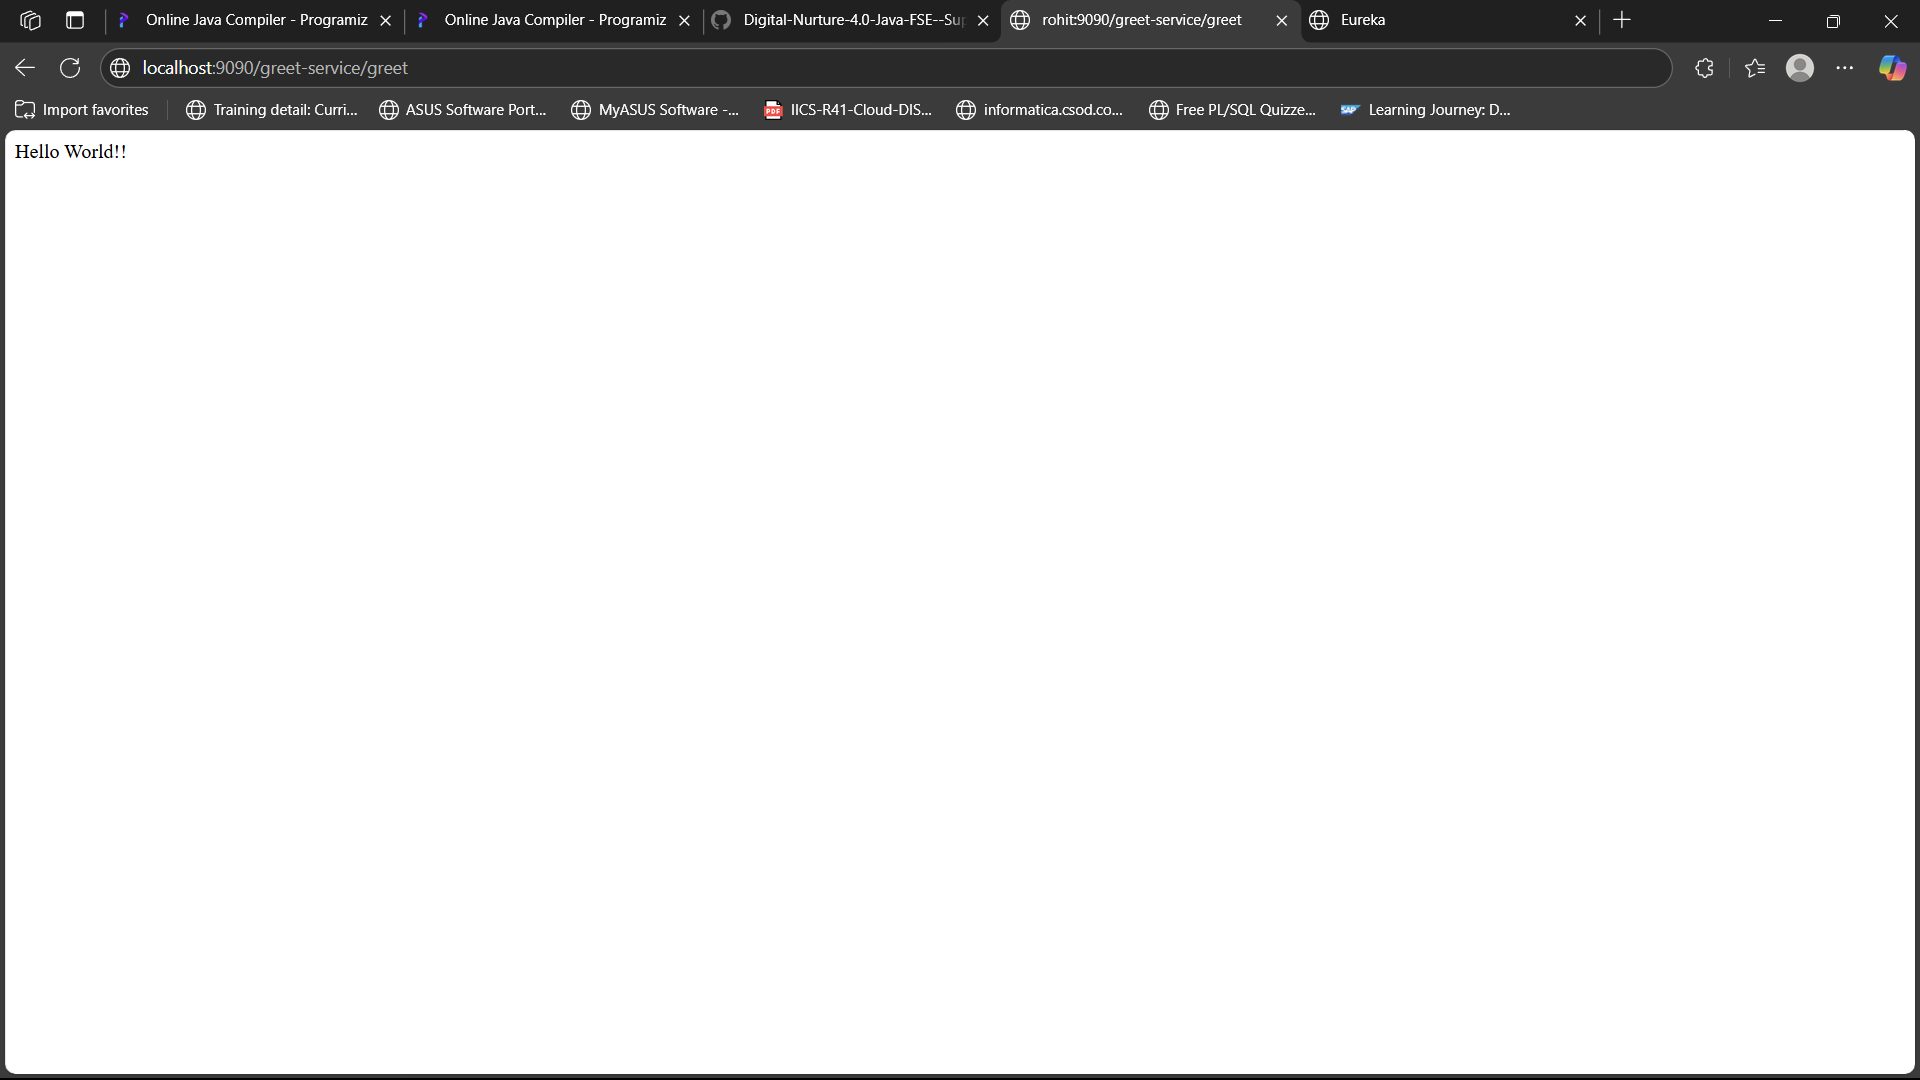 Online Java Compiler - Programiz
Online Java Compiler - Programiz
Digital-Nurture-4.0-Java-FSE--Su
rohit:9090/greet-service/greet
Eureka
localhost:9090/greet-service/greet
Import favorites
Training detail: Curri...
ASUS Software Port...
MyASUS Software -...
PDF
IICS-R41-Cloud-DIS...
informatica.csod.co...
Free PL/SQL Quizze...
SAP
Learning Journey: D...
Hello World!!